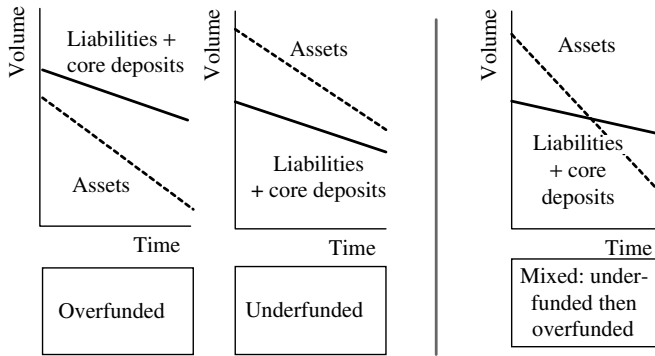 Volume
Liabilities +
core deposits
Assets
Time
Overfunded
Volume
Assets
Liabilities
+ core deposits
Time
Underfunded
Volume
Assets
Liabilities
+ core
deposits
Time
Mixed: under-
funded then
overfunded